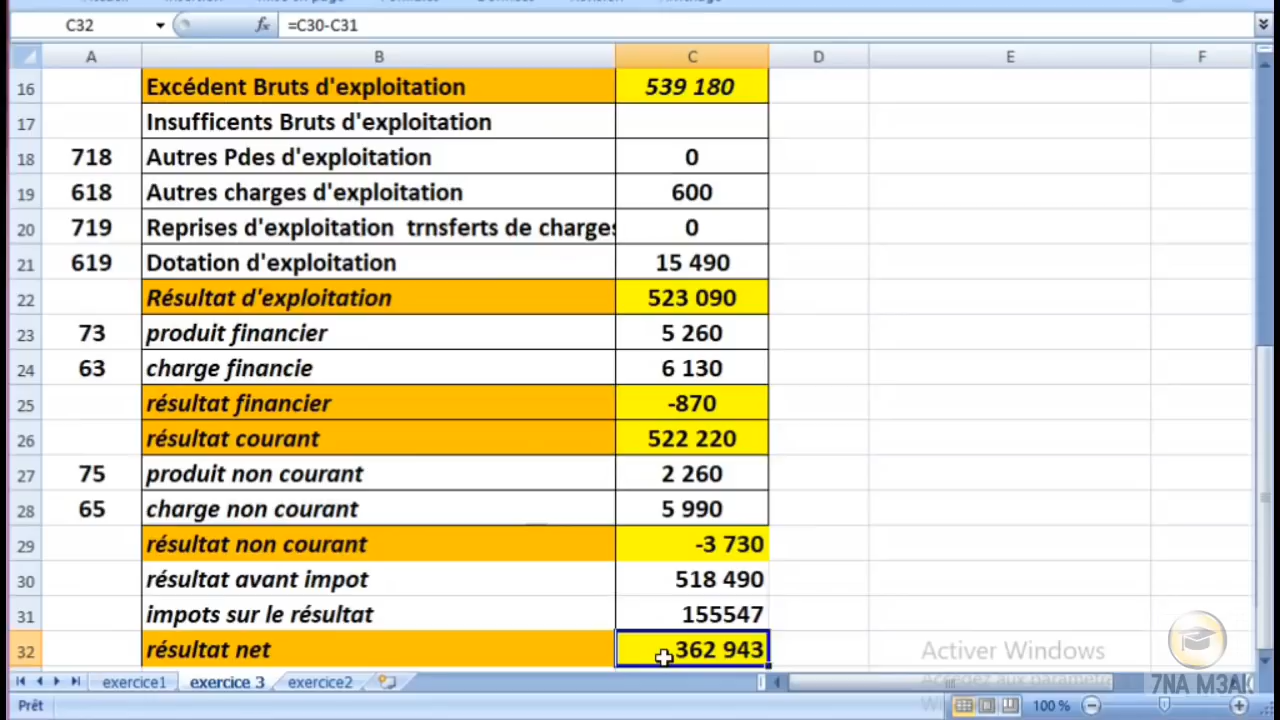 C32 fx =C30-C31
A B C D E F
16 Excédent Bruts d'exploitation 539 180
17 Insufficents Bruts d'exploitation
18 718 Autres Pdes d'exploitation 0
19 618 Autres charges d'exploitation 600
20 719 Reprises d'exploitation trnsferts de charges 0
21 619 Dotation d'exploitation 15 490
22 Résultat d'exploitation 523 090
23 73 produit financier 5 260
24 63 charge financie 6 130
25 résultat financier -870
26 résultat courant 522 220
27 75 produit non courant 2 260
28 65 charge non courant 5 990
29 résultat non courant -3 730
30 résultat avant impot 518 490
31 impots sur le résultat 155547
32 résultat net 362 943
Activer Windows
exercice1 exercice 3 exercice2
7NA M3AK
Prêt 100 %